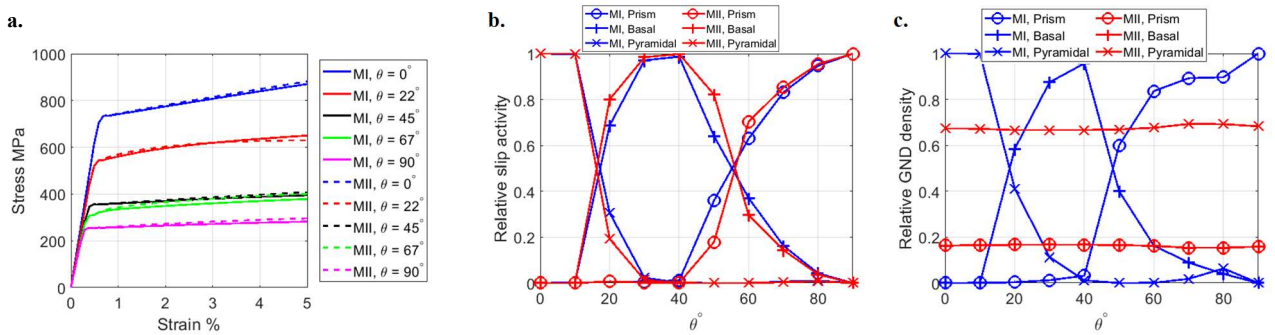 a.
1000
800
600
400
200
0
Stress MPa
0 1 2 3 4 5
Strain %
MI, θ = 0°
MI, θ = 22°
MI, θ = 45°
MI, θ = 67°
MI, θ = 90°
MII, θ = 0°
MII, θ = 22°
MII, θ = 45°
MII, θ = 67°
MII, θ = 90°
b.
MI, Prism MII, Prism
MI, Basal MII, Basal
MI, Pyramidal MII, Pyramidal
1
0.8
0.6
0.4
0.2
0
Relative slip activity
0 20 40 60 80
θ°
c.
MI, Prism MII, Prism
MI, Basal MII, Basal
MI, Pyramidal MII, Pyramidal
1
0.8
0.6
0.4
0.2
0
Relative GND density
0 20 40 60 80
θ°